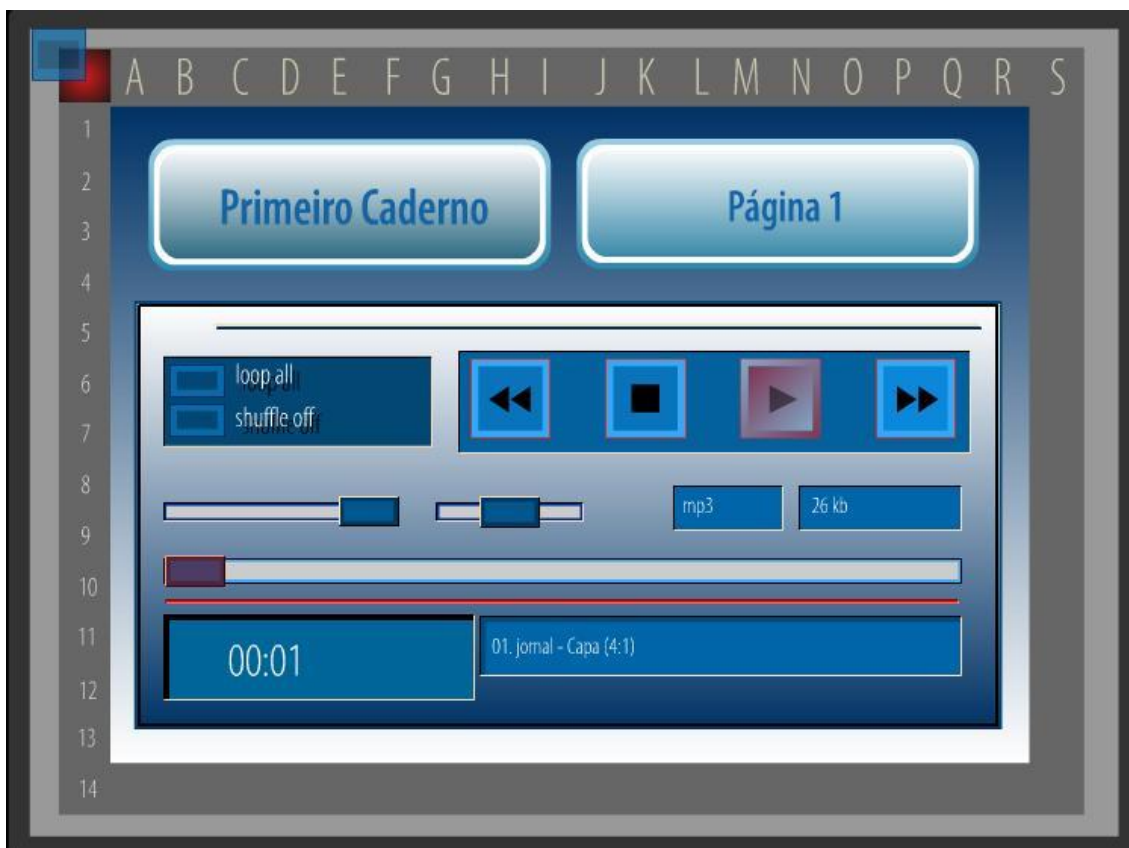 A B C D E F G H I J K L M N O P Q R S
1
2
3
4
5
6
7
8
9
10
11
12
13
14
Primeiro Caderno
Página 1
loop all
shuffle off
mp3
26 kb
00:01
01. jornal - Capa (4:1)